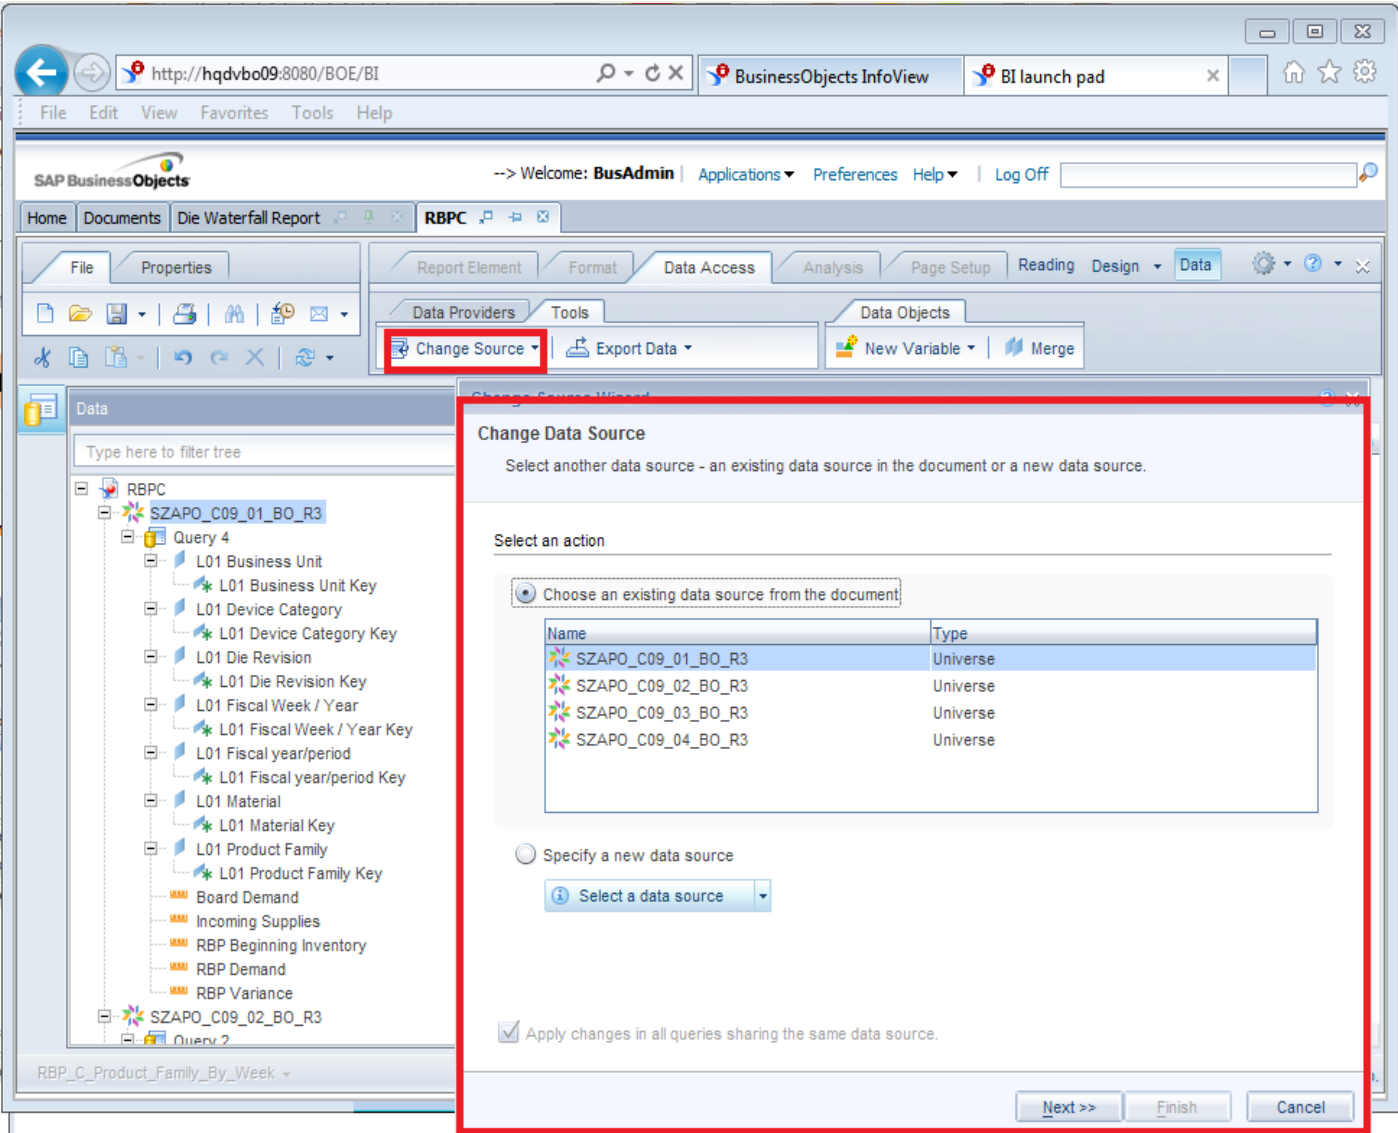 http://hqdvbo09:8080/BOE/BI
BusinessObjects InfoView
BI launch pad
File Edit View Favorites Tools Help
SAP BusinessObjects
--> Welcome: BusAdmin | Applications Preferences Help | Log Off
Home Documents Die Waterfall Report RBPC
File Properties
Report Element Format Data Access Analysis Page Setup Reading Design Data
Data Providers Tools
Data Objects
Change Source Export Data
New Variable Merge
Data
Type here to filter tree
RBPC
SZAPO_C09_01_BO_R3
Query 4
L01 Business Unit
L01 Business Unit Key
L01 Device Category
L01 Device Category Key
L01 Die Revision
L01 Die Revision Key
L01 Fiscal Week / Year
L01 Fiscal Week / Year Key
L01 Fiscal year/period
L01 Fiscal year/period Key
L01 Material
L01 Material Key
L01 Product Family
L01 Product Family Key
Board Demand
Incoming Supplies
RBP Beginning Inventory
RBP Demand
RBP Variance
SZAPO_C09_02_BO_R3
Query 2
RBP_C_Product_Family_By_Week
Change Source Wizard
Change Data Source
Select another data source - an existing data source in the document or a new data source.
Select an action
Choose an existing data source from the document
Name Type
SZAPO_C09_01_BO_R3 Universe
SZAPO_C09_02_BO_R3 Universe
SZAPO_C09_03_BO_R3 Universe
SZAPO_C09_04_BO_R3 Universe
Specify a new data source
Select a data source
Apply changes in all queries sharing the same data source.
Next >> Finish Cancel